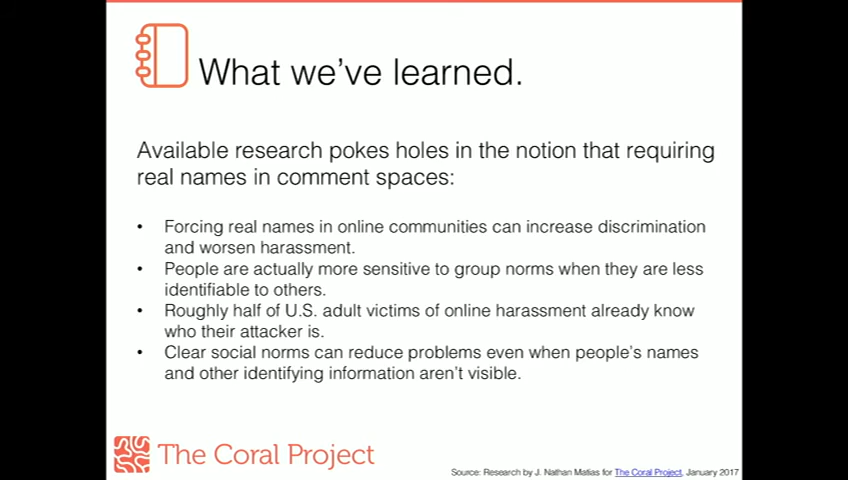 What we've learned.
Available research pokes holes in the notion that requiring
real names in comment spaces:
• Forcing real names in online communities can increase discrimination
and worsen harassment.
• People are actually more sensitive to group norms when they are less
identifiable to others.
• Roughly half of U.S. adult victims of online harassment already know
who their attacker is.
• Clear social norms can reduce problems even when people's names
and other identifying information aren't visible.
The Coral Project
Source: Research by J. Nathan Matias for The Coral Project, January 2017